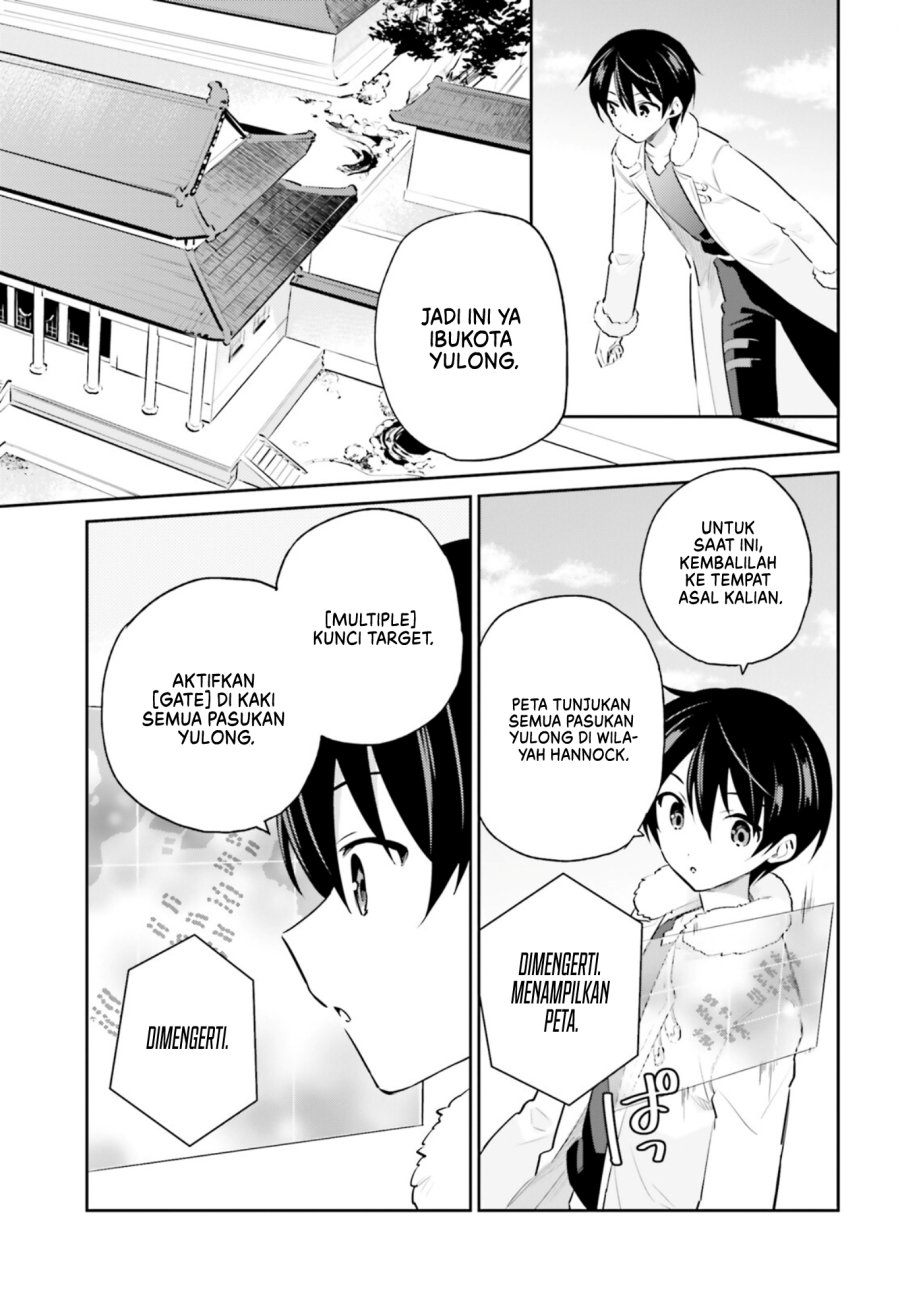 JADI INI YA
IBUKOTA
YULONG.
UNTUK
SAAT INI,
KEMBALILAH
KE TEMPAT
ASAL KALIAN.
PETA TUNJUKAN
SEMUA PASUKAN
YULONG DI WILA-
YAH HANNOCK.
DIMENGERTI.
MENAMPILKAN
PETA.
ぱっ
[MULTIPLE]
KUNCI TARGET.
AKTIFKAN
[GATE] DI KAKI
SEMUA PASUKAN
YULONG.
DIMENGERTI.